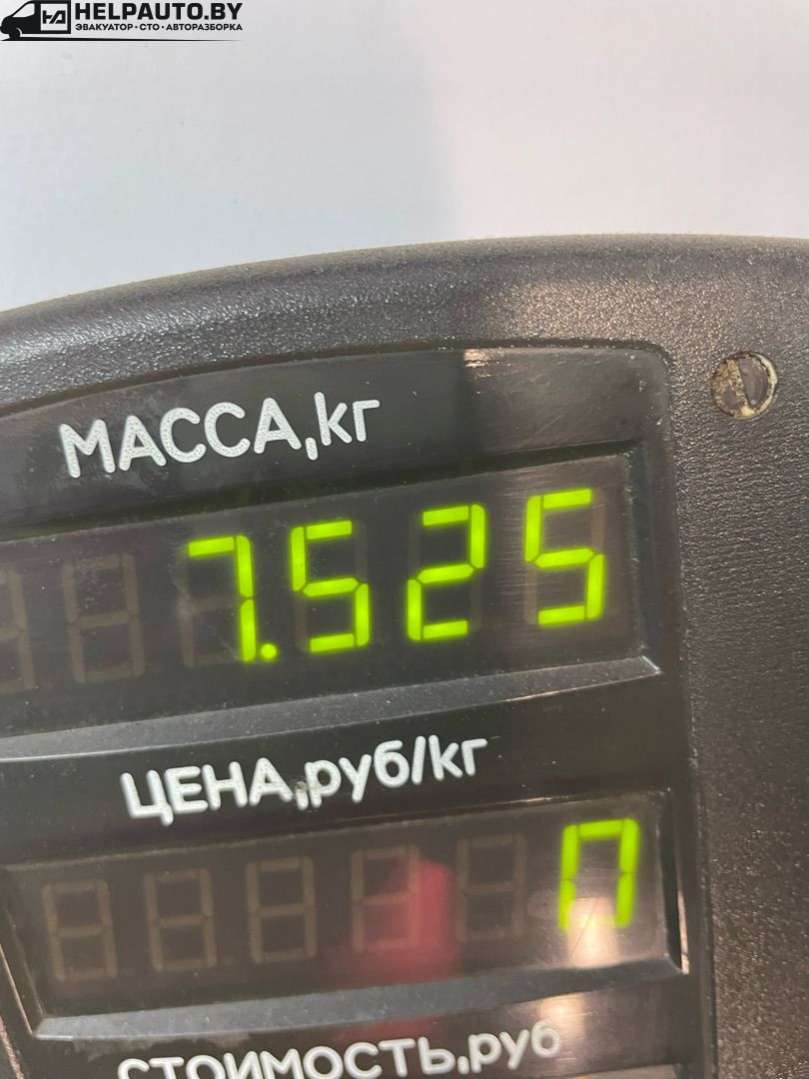 HELPAUTO.BY
ЭВАКУАТОР • СТО • АВТОРАЗБОРКА
МАССА,кг
7.525
ЦЕНА,руб/кг
0
СТОИМОСТЬ,руб